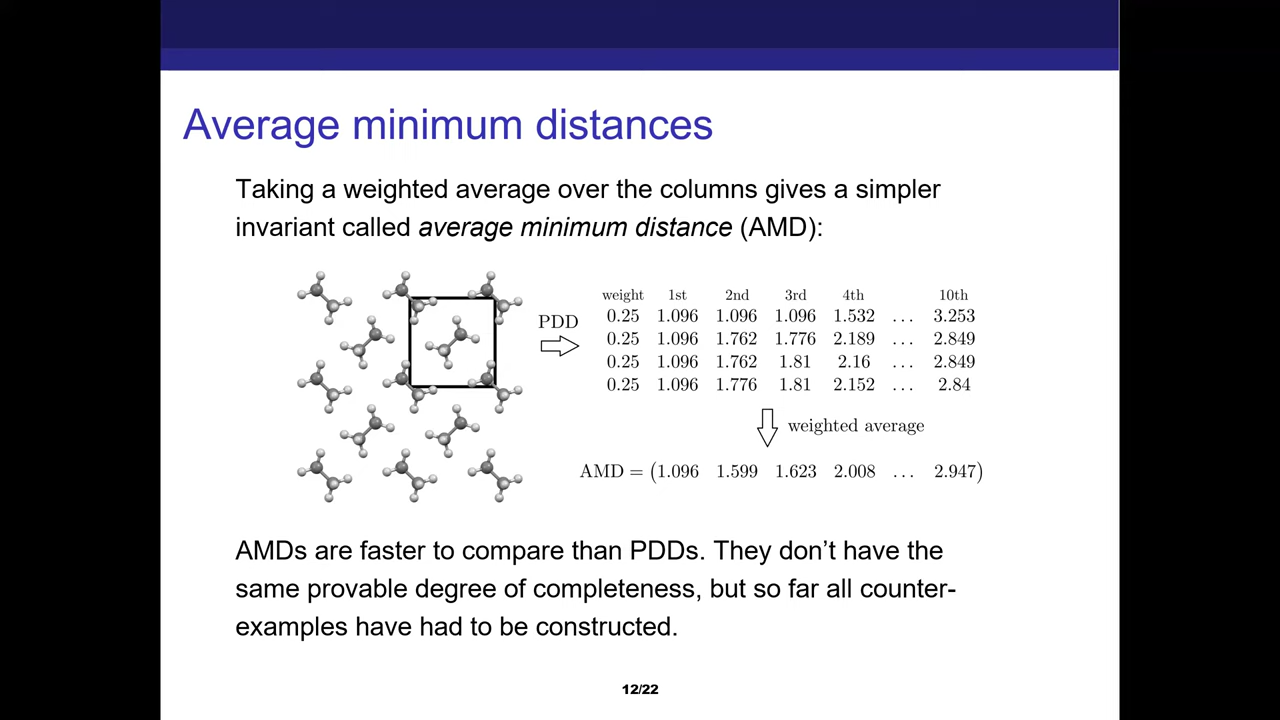 Average minimum distances
Taking a weighted average over the columns gives a simpler
invariant called average minimum distance (AMD):
PDD
weight 1st 2nd 3rd 4th 10th
0.25 1.096 1.096 1.096 1.532 ... 3.253
0.25 1.096 1.762 1.776 2.189 ... 2.849
0.25 1.096 1.762 1.81 2.16 ... 2.849
0.25 1.096 1.776 1.81 2.152 ... 2.84
weighted average
AMD = (1.096 1.599 1.623 2.008 ... 2.947)
AMDs are faster to compare than PDDs. They don’t have the
same provable degree of completeness, but so far all counter-
examples have had to be constructed.
12/22